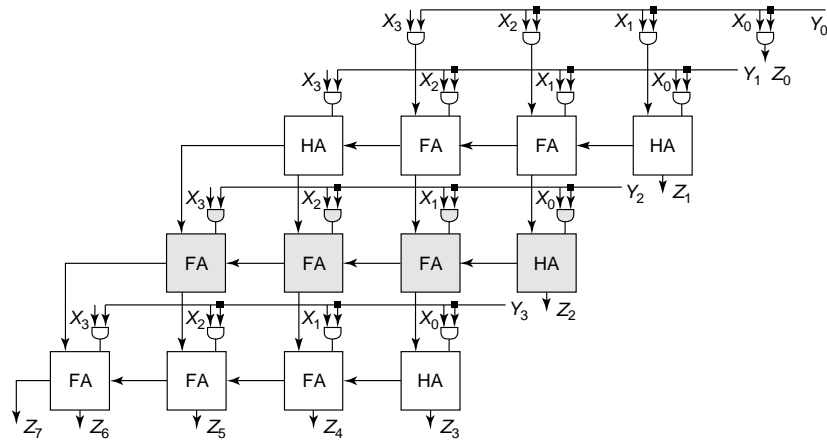 X3 X2 X1 X0 Y0
X3 X2 X1 X0 Y1 Z0
HA FA FA HA
X3 X2 X1 X0 Y2 Z1
FA FA FA HA
X3 X2 X1 X0 Y3 Z2
FA FA FA HA
Z7 Z6 Z5 Z4 Z3